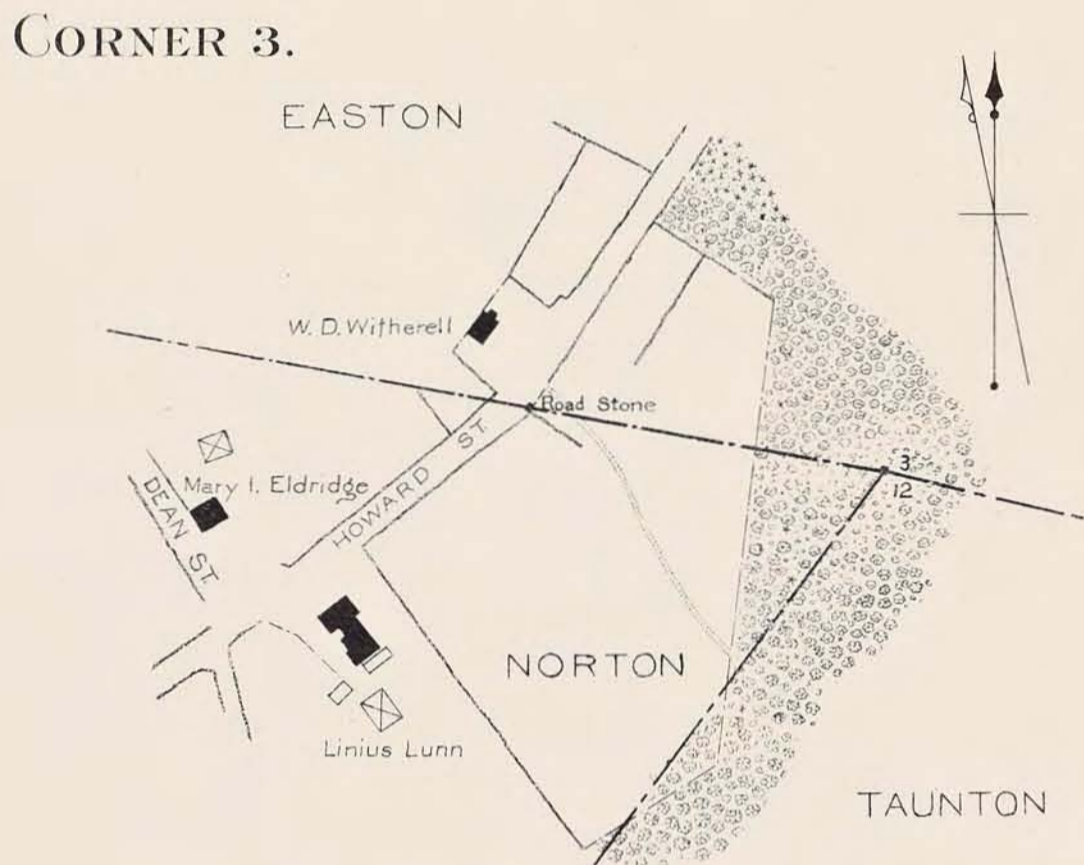 CORNER 3.
EASTON
W. D. Witherell
Road Stone
3
12
Mary I. Eldridge
HOWARD ST.
DEAN ST.
NORTON
Linius Lunn
TAUNTON